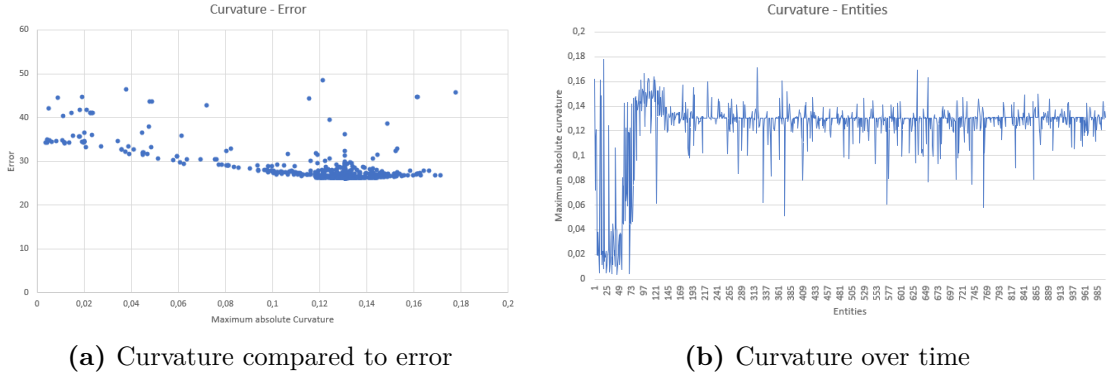 Curvature - Error
60
50
40
30
20
10
0
Error
0 0,02 0,04 0,06 0,08 0,1 0,12 0,14 0,16 0,18 0,2
Maximum absolute Curvature
(a) Curvature compared to error
Curvature - Entities
0,2
0,18
0,16
0,14
0,12
0,1
0,08
0,06
0,04
0,02
0
Maximum absolute curvature
1 25 49 73 97 121 145 169 193 217 241 265 289 313 337 361 385 409 433 457 481 505 529 553 577 601 625 649 673 697 721 745 769 793 817 841 865 889 913 937 961 985
Entities
(b) Curvature over time